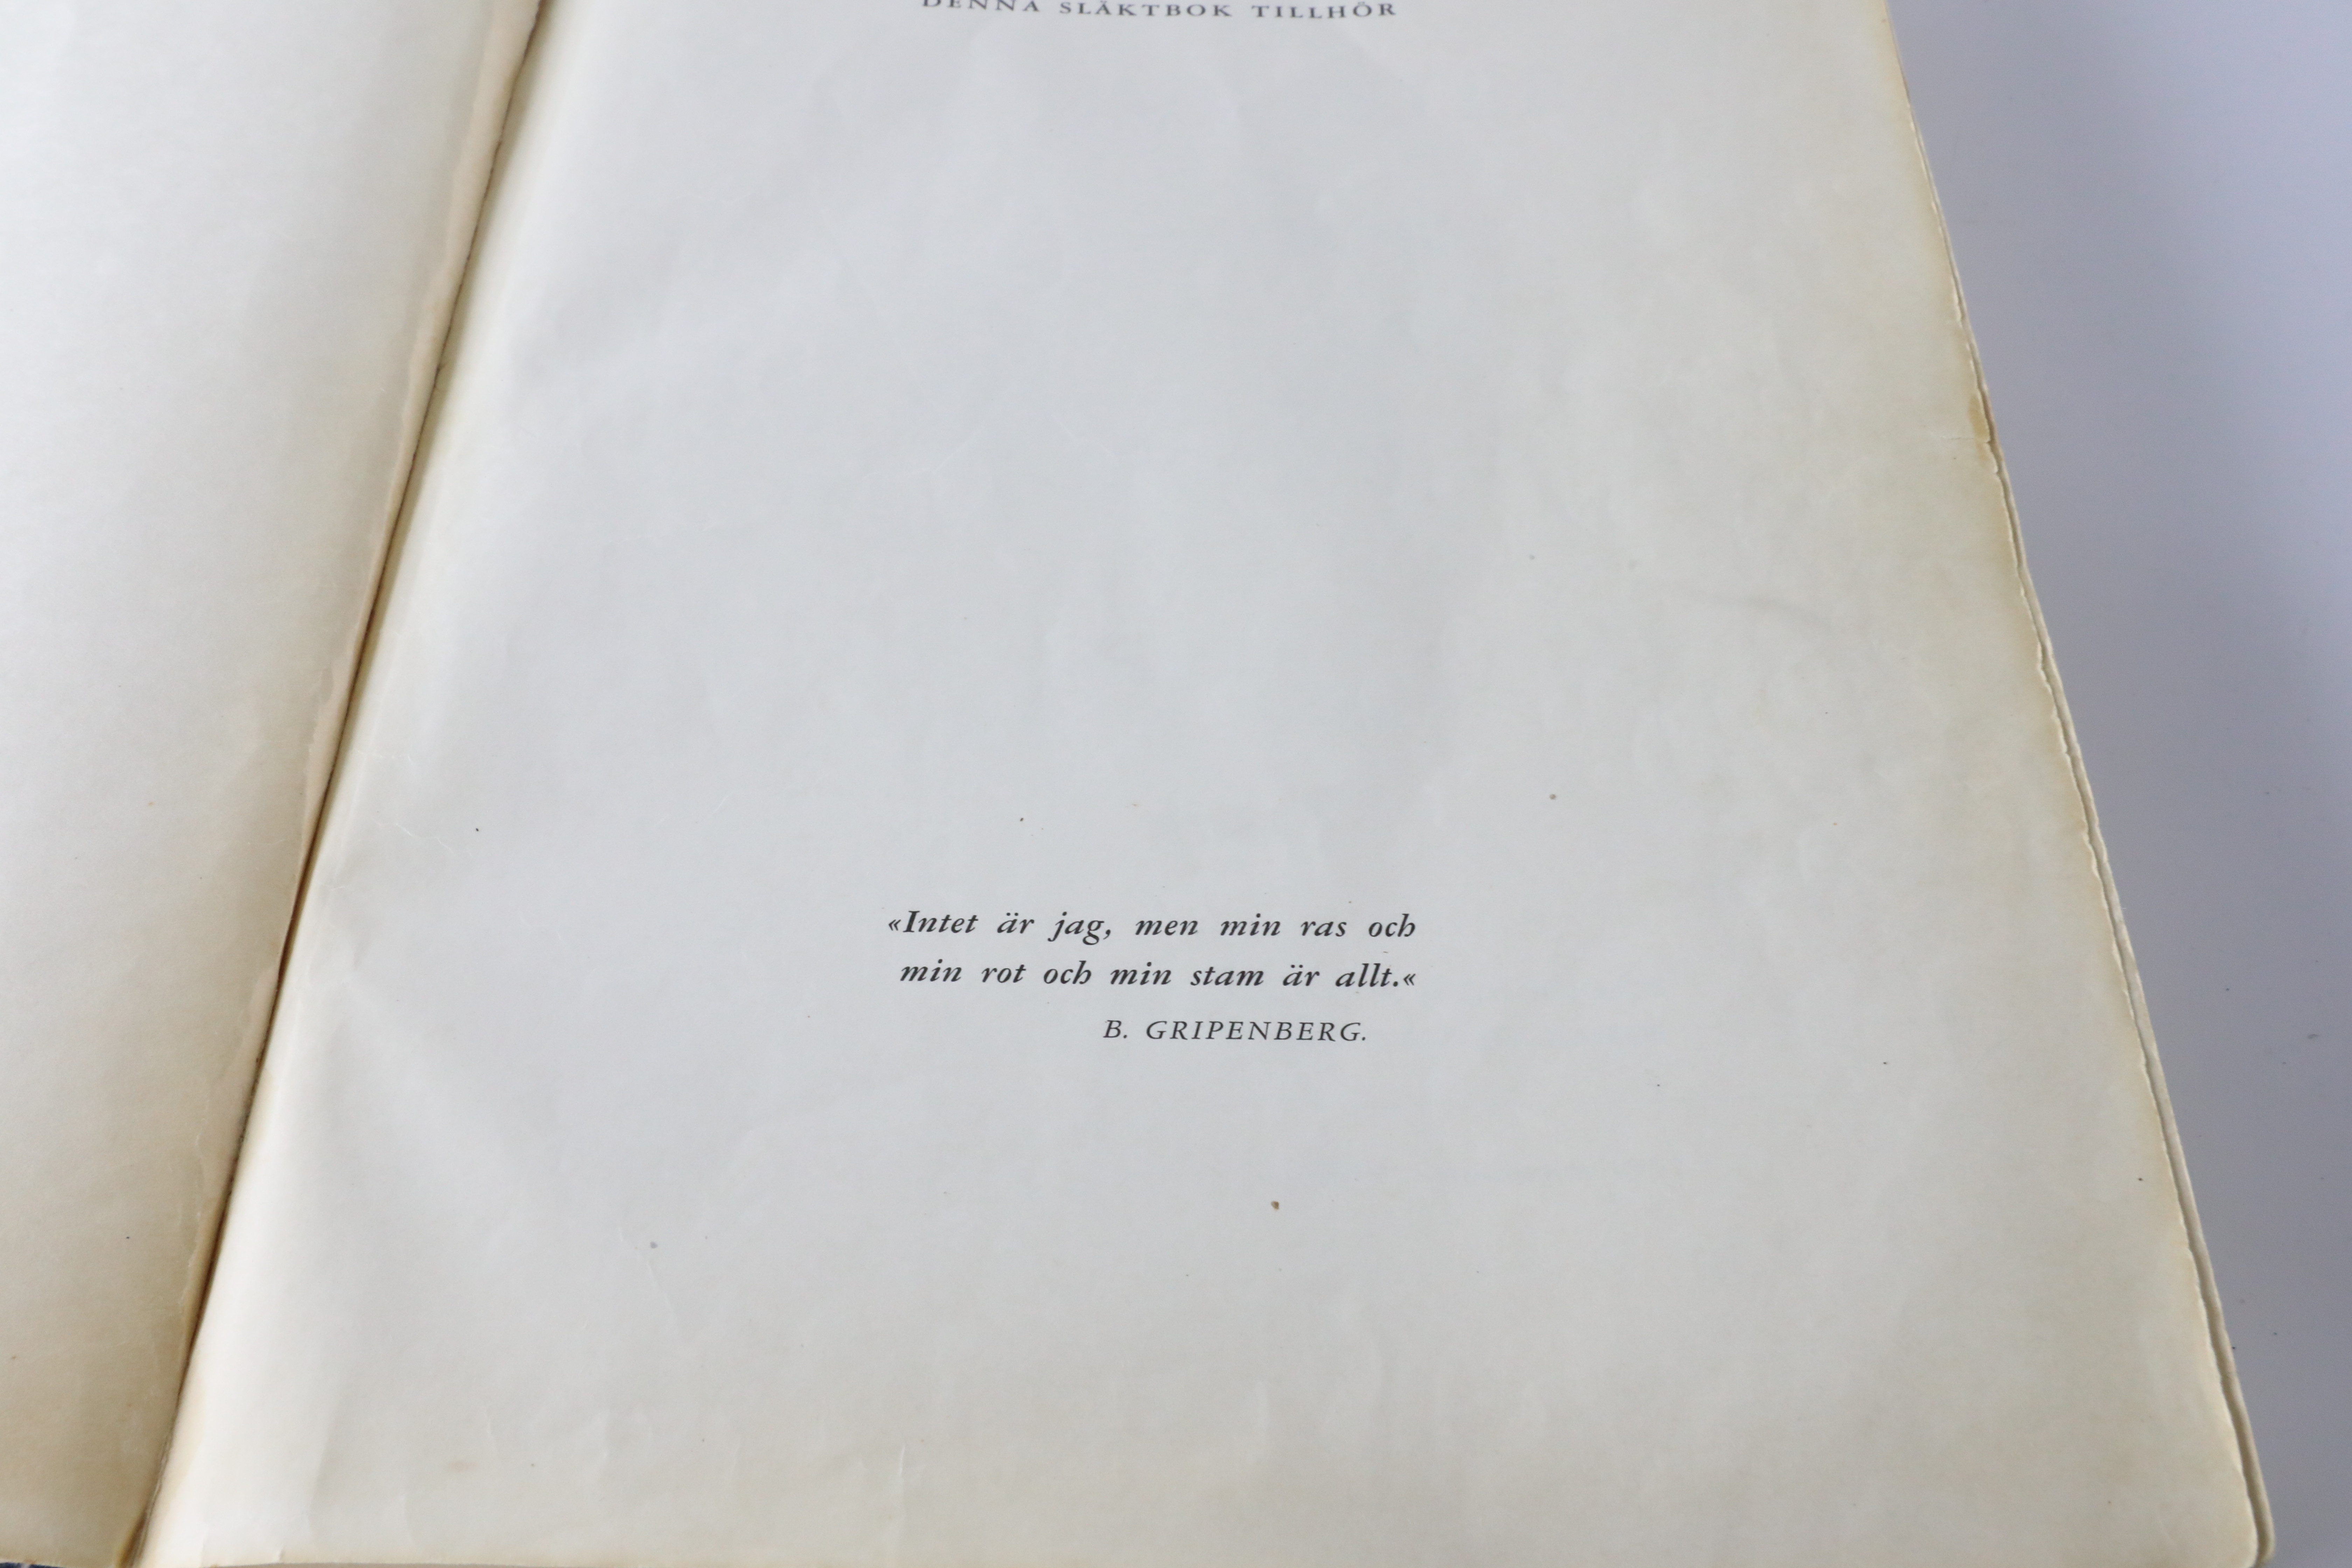 DENNA SLÄKTBOK TILLHÖR
«Intet är jag, men min ras och
min rot och min stam är allt.«
B. GRIPENBERG.